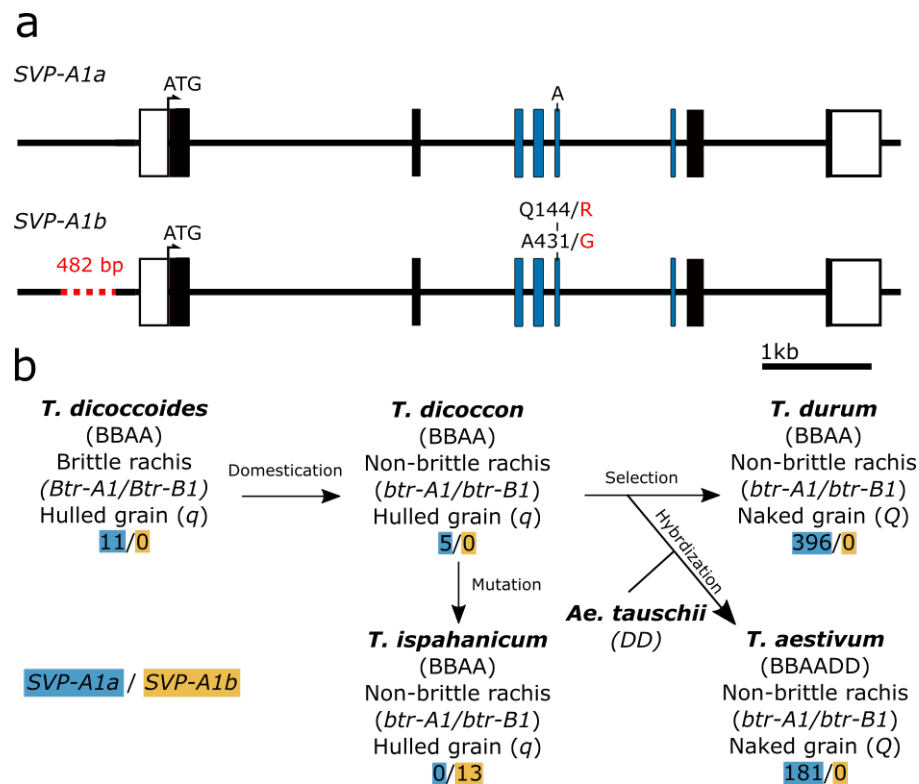 a
SVP-A1a
ATG
A
SVP-A1b
ATG
Q144/R
A431/G
482 bp
1kb
b
T. dicoccoides
(BBAA)
Brittle rachis
(Btr-A1/Btr-B1)
Hulled grain (q)
11/0
Domestication
T. dicoccon
(BBAA)
Non-brittle rachis
(btr-A1/btr-B1)
Hulled grain (q)
5/0
Selection
Hybrdization
T. durum
(BBAA)
Non-brittle rachis
(btr-A1/btr-B1)
Naked grain (Q)
396/0
Mutation
Ae. tauschii
(DD)
SVP-A1a / SVP-A1b
T. ispahanicum
(BBAA)
Non-brittle rachis
(btr-A1/btr-B1)
Hulled grain (q)
0/13
T. aestivum
(BBAADD)
Non-brittle rachis
(btr-A1/btr-B1)
Naked grain (Q)
181/0